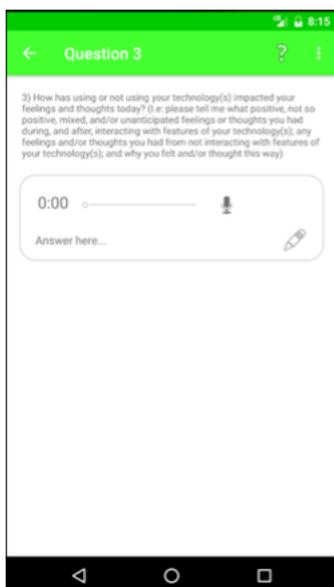 8:15
Question 3
?
3) How has using or not using your technology(s) impacted your
feelings and thoughts today? (I.e: please tell me what positive, not so
positive, mixed, and/or unanticipated feelings or thoughts you had
during, and after, interacting with features of your technology(s); any
feelings and/or thoughts you had from not interacting with features of
your technology(s); and why you felt and/or thought this way)
0:00
Answer here...